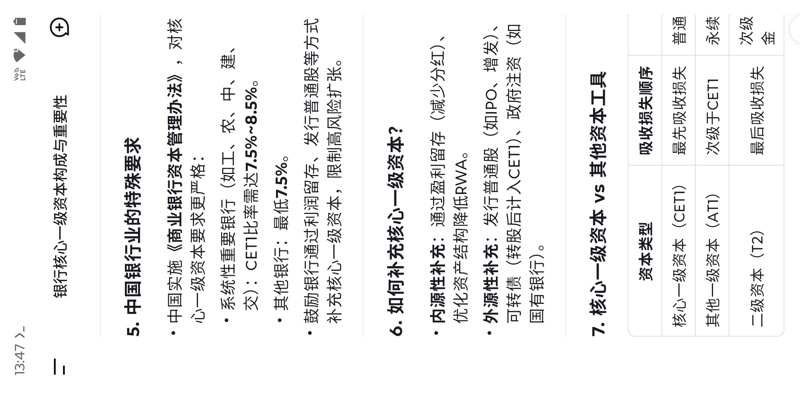 13:47
银行核心一级资本构成与重要性
5. 中国银行业的特殊要求
• 中国实施《商业银行资本管理办法》，对核
心一级资本要求更严格：
• 系统性重要银行（如工、农、中、建、
交）：CET1比率需达7.5%~8.5%。
• 其他银行：最低7.5%。
• 鼓励银行通过利润留存、发行普通股等方式
补充核心一级资本，限制高风险扩张。
6. 如何补充核心一级资本？
• 内源性补充：通过盈利留存（减少分红）、
优化资产结构降低RWA。
• 外源性补充：发行普通股（如IPO、增发）、
可转债（转股后计入CET1）、政府注资（如
国有银行）。
7. 核心一级资本 vs 其他资本工具
资本类型 吸收损失顺序
核心一级资本（CET1） 最先吸收损失 普通
其他一级资本（AT1） 次级于CET1 永续
二级资本（T2） 最后吸收损失 次级
金